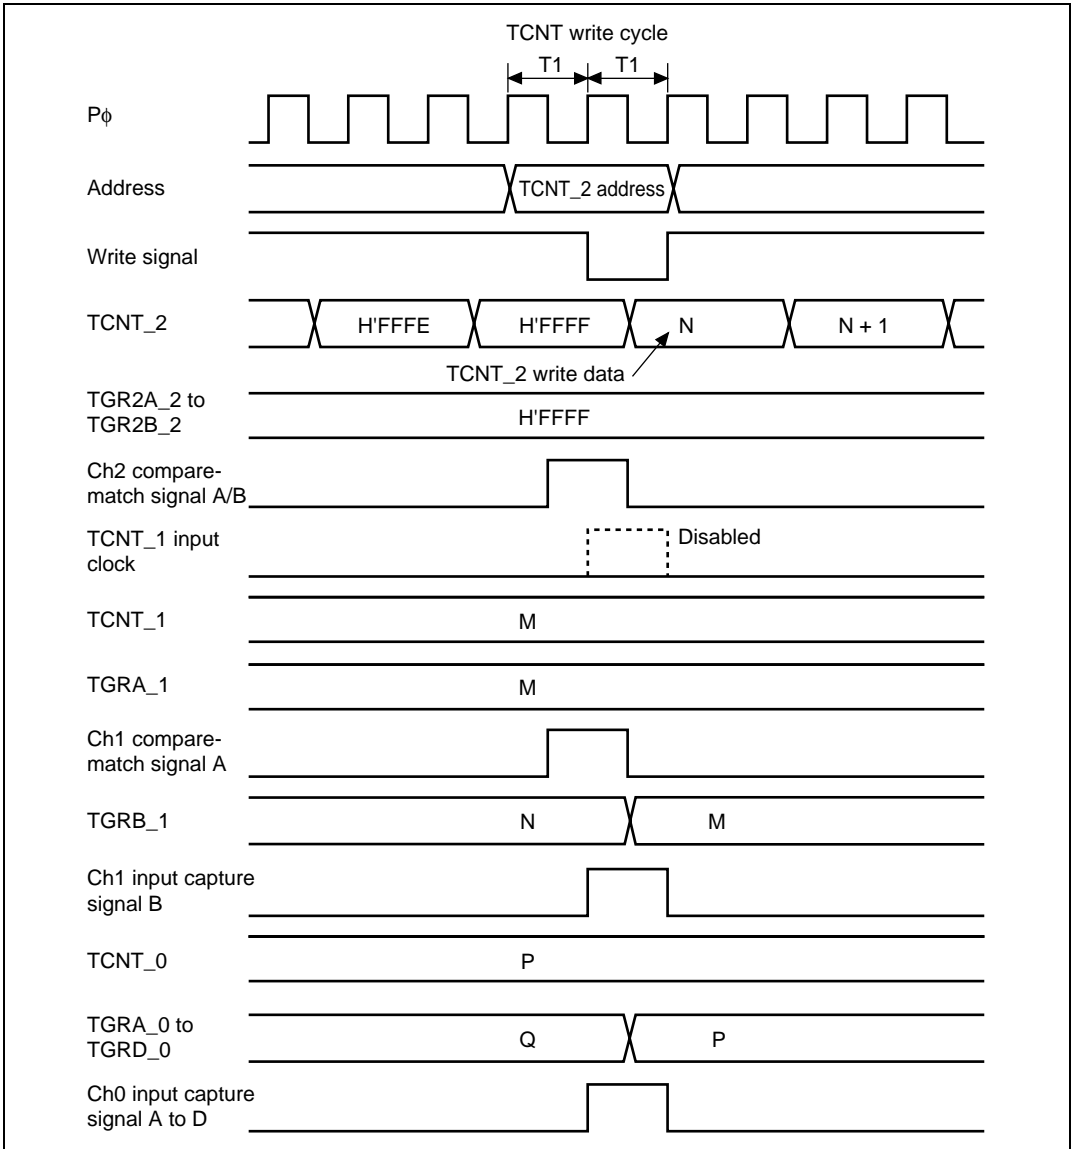 TCNT write cycle
T1 T1
Pϕ
Address TCNT_2 address
Write signal
TCNT_2 H'FFFE H'FFFF N N + 1
TCNT_2 write data
TGR2A_2 to
TGR2B_2
H'FFFF
Ch2 compare-
match signal A/B
TCNT_1 input
clock
Disabled
TCNT_1 M
TGRA_1 M
Ch1 compare-
match signal A
TGRB_1 N M
Ch1 input capture
signal B
TCNT_0 P
TGRA_0 to
TGRD_0
Q P
Ch0 input capture
signal A to D